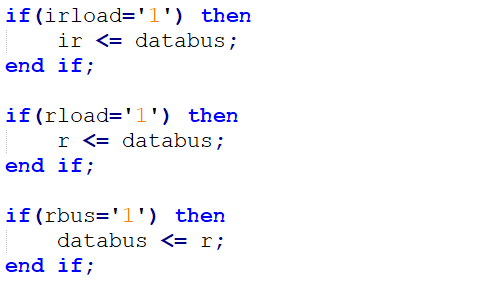 if(irload='1') then
ir <= databus;
end if;
if(rload='1') then
r <= databus;
end if;
if(rbus='1') then
databus <= r;
end if;